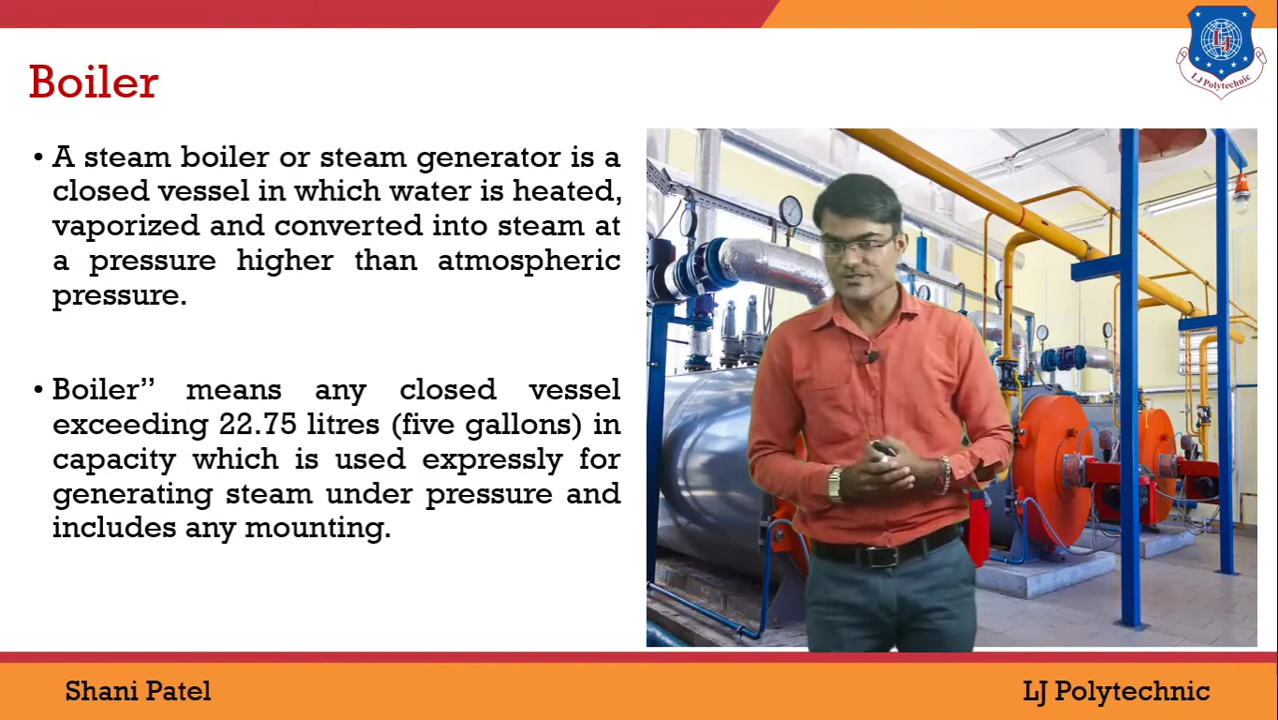 Boiler
LJ
LJ Polytechnic
• A steam boiler or steam generator is a
closed vessel in which water is heated,
vaporized and converted into steam at
a pressure higher than atmospheric
pressure.
• Boiler” means any closed vessel
exceeding 22.75 litres (five gallons) in
capacity which is used expressly for
generating steam under pressure and
includes any mounting.
Shani Patel
LJ Polytechnic